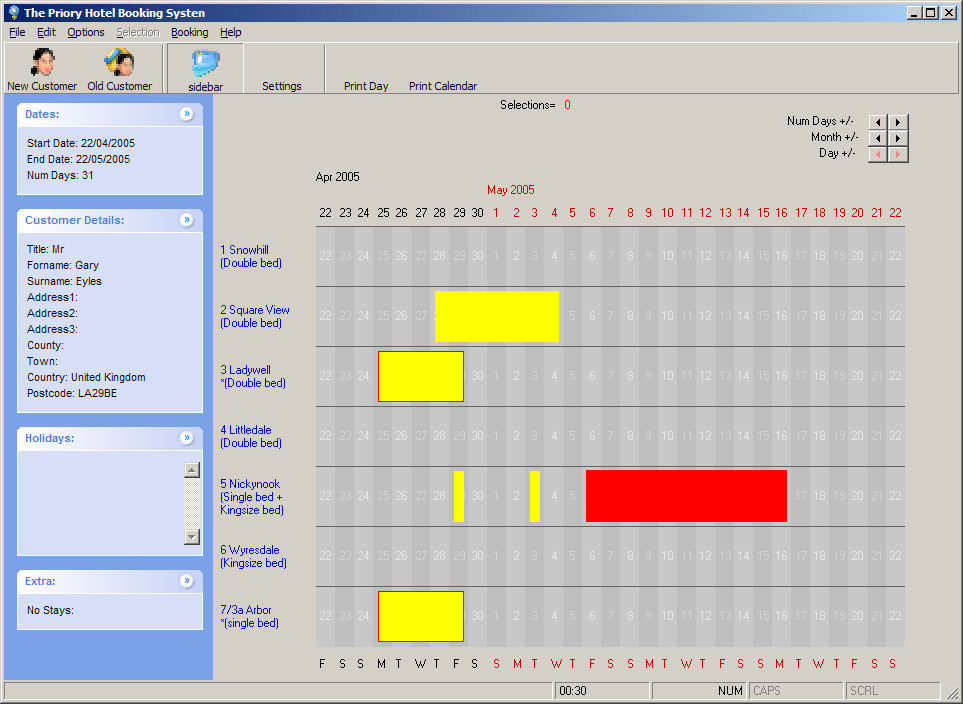 The Priory Hotel Booking Systen
File Edit Options Selection Booking Help
New Customer Old Customer sidebar Settings Print Day Print Calendar
Dates:
Start Date: 22/04/2005
End Date: 22/05/2005
Num Days: 31
Customer Details:
Title: Mr
Forname: Gary
Surname: Eyles
Address1:
Address2:
Address3:
County:
Town:
Country: United Kingdom
Postcode: LA29BE
Holidays:
Extra:
No Stays:
Selections= 0
Num Days +/-
Month +/-
Day +/-
Apr 2005
May 2005
22 23 24 25 26 27 28 29 30 1 2 3 4 5 6 7 8 9 10 11 12 13 14 15 16 17 18 19 20 21 22
1 Snowhill
(Double bed)
22 23 24 25 26 27 28 29 30 1 2 3 4 5 6 7 8 9 10 11 12 13 14 15 16 17 18 19 20 21 22
2 Square View
(Double bed)
22 23 24 25 26 27 5 6 7 8 9 10 11 12 13 14 15 16 17 18 19 20 21 22
3 Ladywell
*(Double bed)
22 23 24 30 1 2 3 4 5 6 7 8 9 10 11 12 13 14 15 16 17 18 19 20 21 22
4 Littledale
(Double bed)
22 23 24 25 26 27 28 29 30 1 2 3 4 5 6 7 8 9 10 11 12 13 14 15 16 17 18 19 20 21 22
5 Nickynook
(Single bed +
Kingsize bed)
22 23 24 25 26 27 28 30 1 2 4 5 17 18 19 20 21 22
6 Wyresdale
(Kingsize bed)
22 23 24 25 26 27 28 29 30 1 2 3 4 5 6 7 8 9 10 11 12 13 14 15 16 17 18 19 20 21 22
7/3a Arbor
*(single bed)
22 23 24 30 1 2 3 4 5 6 7 8 9 10 11 12 13 14 15 16 17 18 19 20 21 22
F S S M T W T F S S M T W T F S S M T W T F S S M T W T F S S
00:30 NUM CAPS SCRL